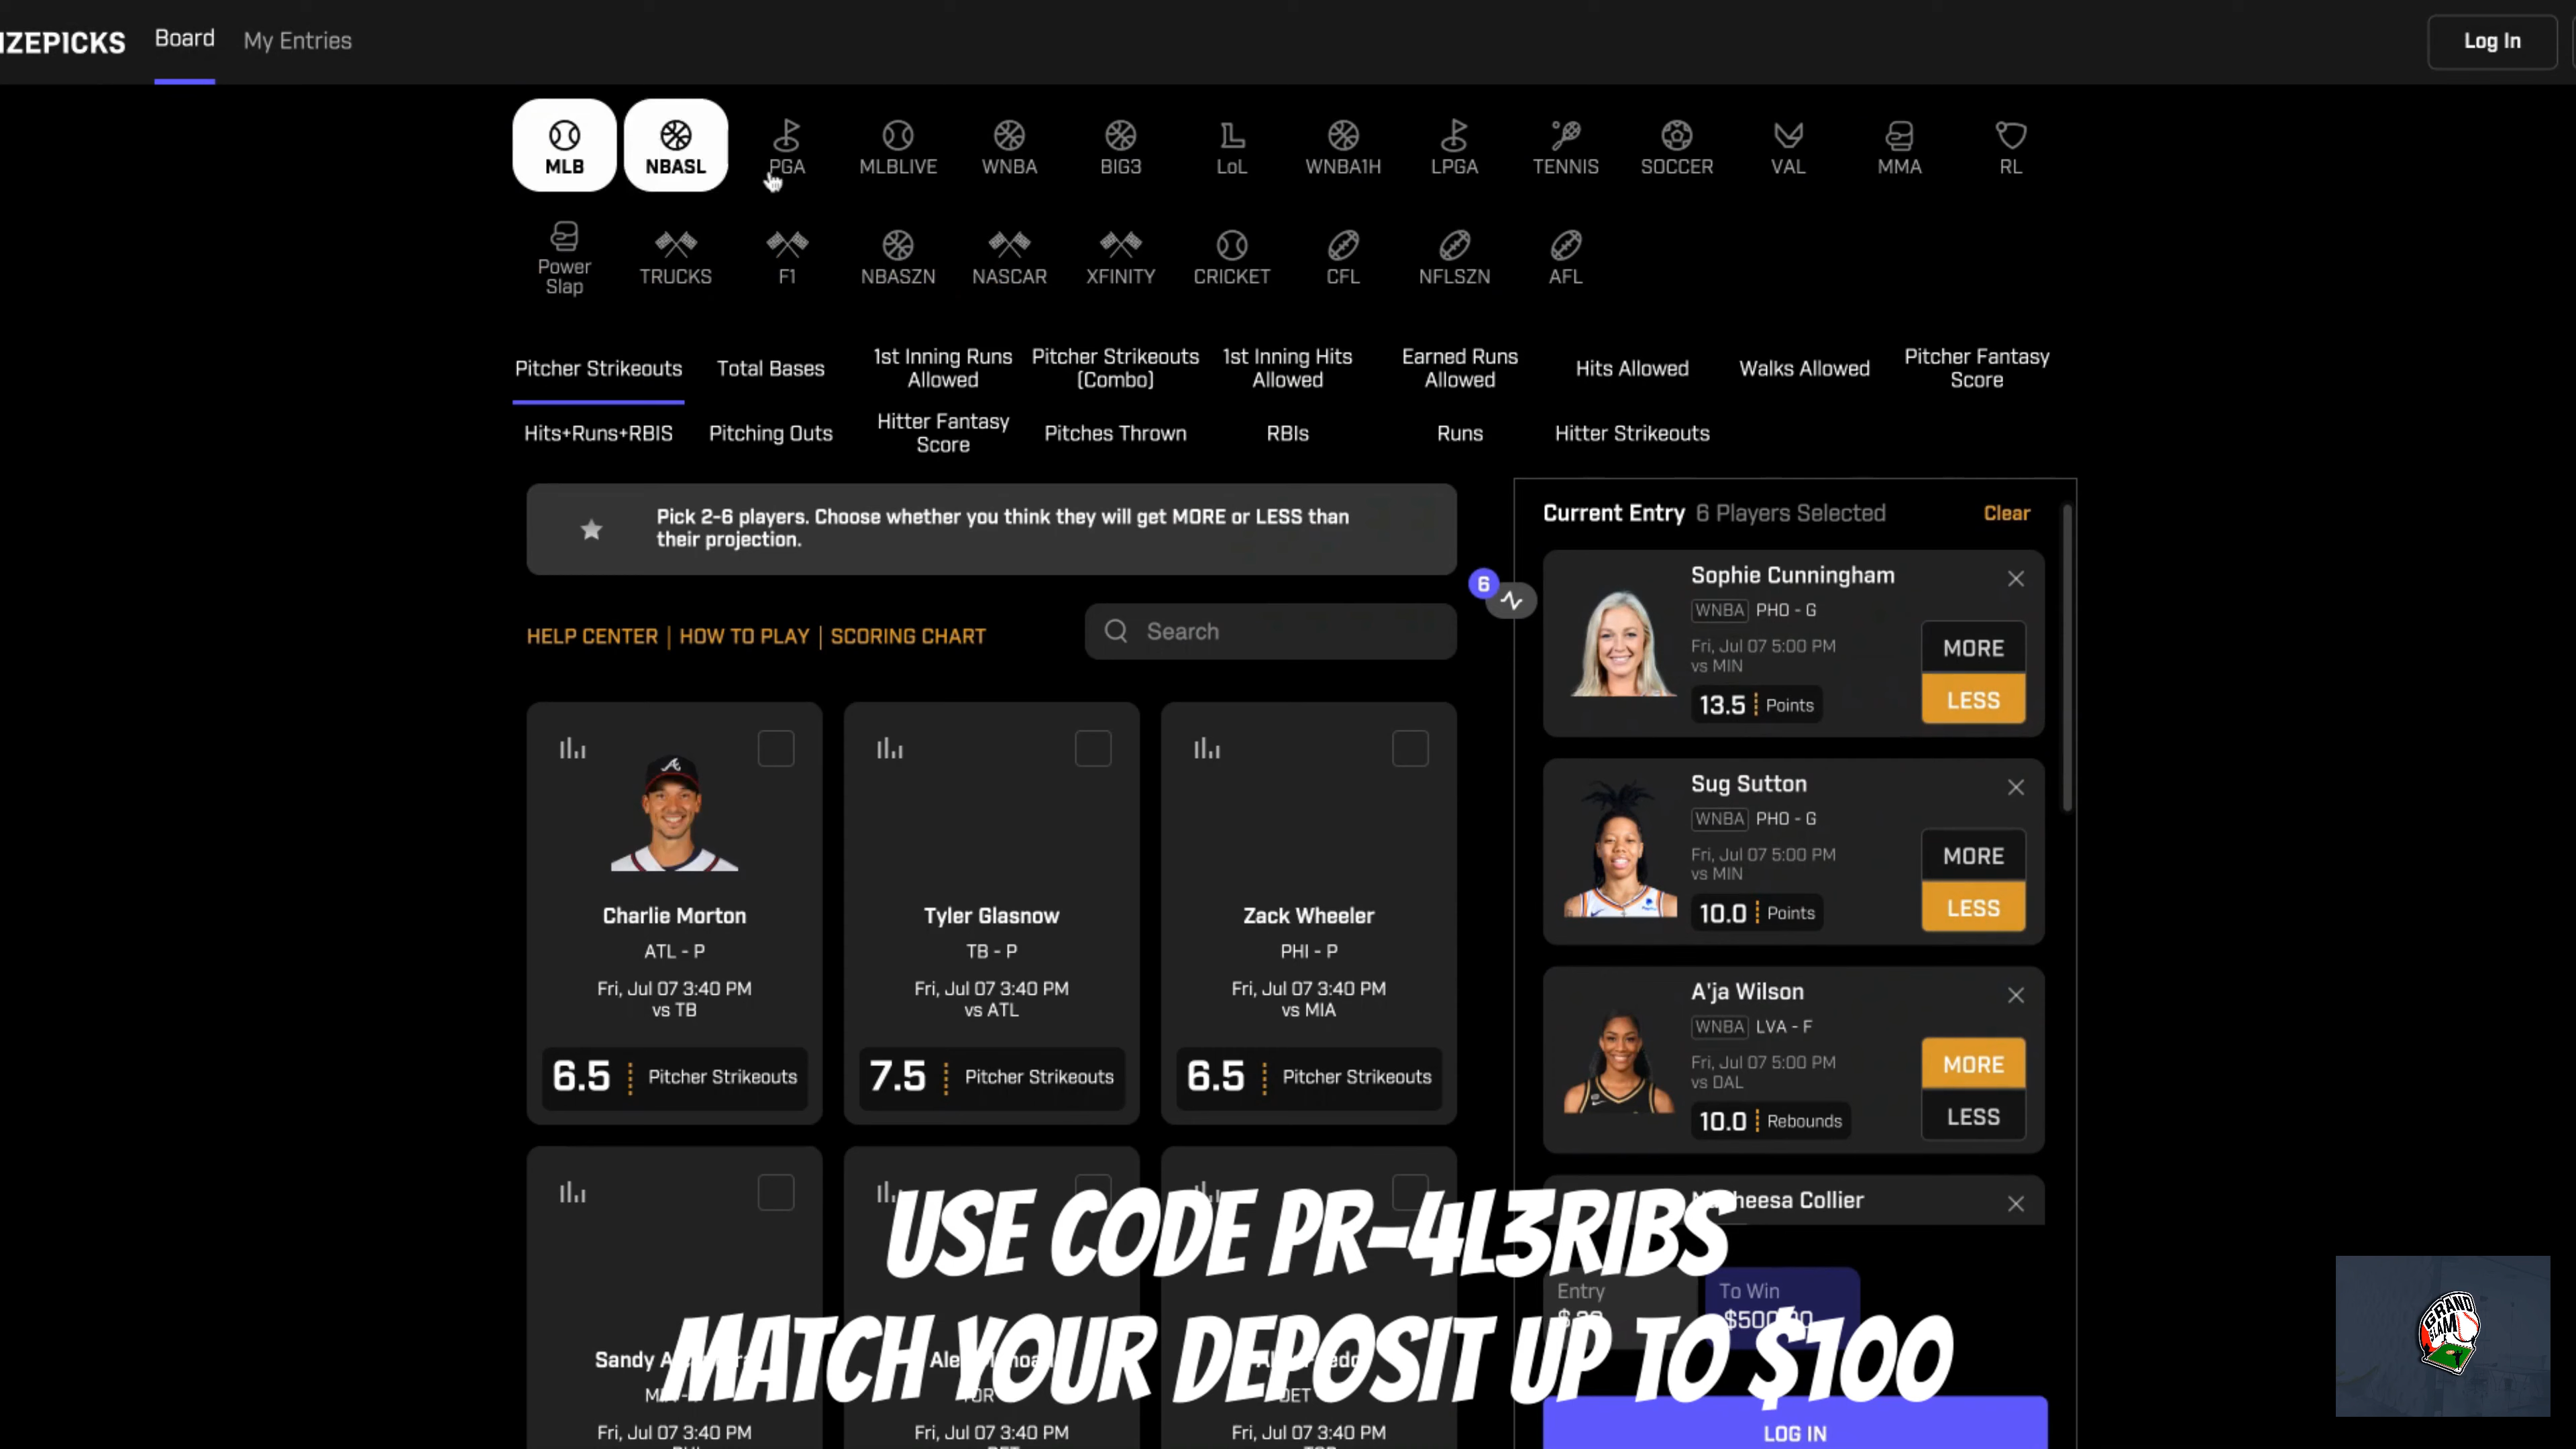 IZEPICKS
Board
My Entries
Log In
MLB
NBASL
PGA
MLBLIVE
WNBA
BIG3
LoL
WNBA1H
LPGA
TENNIS
SOCCER
VAL
MMA
RL
Power
Slap
TRUCKS
F1
NBASZN
NASCAR
XFINITY
CRICKET
CFL
NFLSZN
AFL
Pitcher Strikeouts
Total Bases
1st Inning Runs
Allowed
Pitcher Strikeouts
(Combo)
1st Inning Hits
Allowed
Earned Runs
Allowed
Hits Allowed
Walks Allowed
Pitcher Fantasy
Score
Hits+Runs+RBIS
Pitching Outs
Hitter Fantasy
Score
Pitches Thrown
RBIs
Runs
Hitter Strikeouts
Pick 2-6 players. Choose whether you think they will get MORE or LESS than
their projection.
HELP CENTER | HOW TO PLAY | SCORING CHART
Search
Charlie Morton
ATL - P
Fri, Jul 07 3:40 PM
vs TB
6.5 Pitcher Strikeouts
Tyler Glasnow
TB - P
Fri, Jul 07 3:40 PM
vs ATL
7.5 Pitcher Strikeouts
Zack Wheeler
PHI - P
Fri, Jul 07 3:40 PM
vs MIA
6.5 Pitcher Strikeouts
Sandy
Fri, Jul 07 3:40 PM
Fri, Jul 07 3:40 PM
DET
Fri, Jul 07 3:40 PM
6
Current Entry 6 Players Selected
Clear
Sophie Cunningham
WNBA PHO - G
Fri, Jul 07 5:00 PM
vs MIN
13.5 Points
MORE
LESS
Sug Sutton
WNBA PHO - G
Fri, Jul 07 5:00 PM
vs MIN
10.0 Points
MORE
LESS
A'ja Wilson
WNBA LVA - F
Fri, Jul 07 5:00 PM
vs DAL
10.0 Rebounds
MORE
LESS
Collier
Entry
To Win
LOG IN
USE CODE PR-4L3RIBS
MATCH YOUR DEPOSIT UP TO $100
GRAND
SLAM